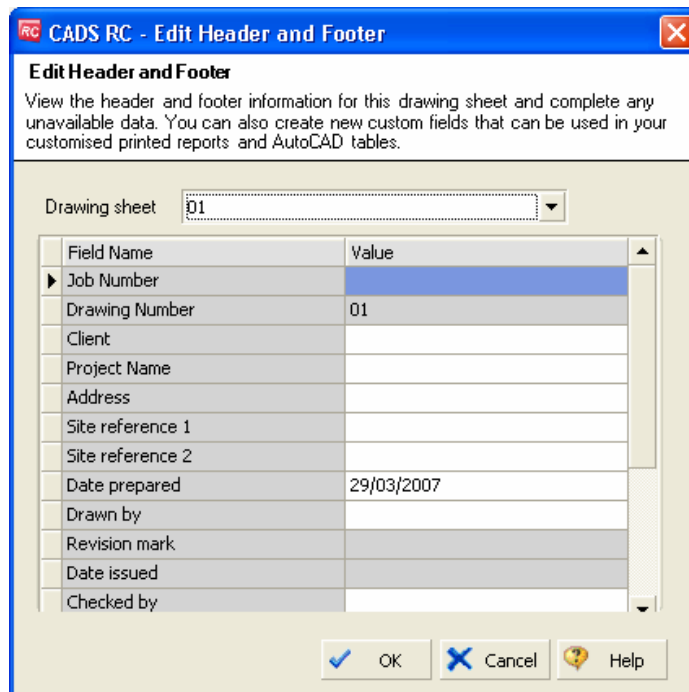 RC CADS RC - Edit Header and Footer
Edit Header and Footer
View the header and footer information for this drawing sheet and complete any
unavailable data. You can also create new custom fields that can be used in your
customised printed reports and AutoCAD tables.
Drawing sheet 01
Field Name Value
Job Number
Drawing Number 01
Client
Project Name
Address
Site reference 1
Site reference 2
Date prepared 29/03/2007
Drawn by
Revision mark
Date issued
Checked by
OK Cancel Help